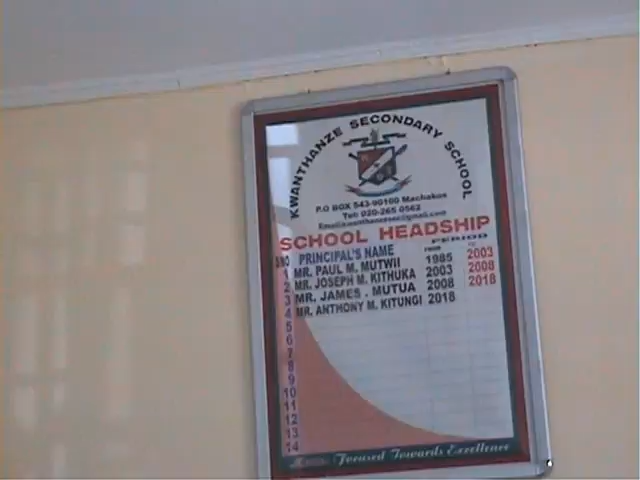 KWANTHANZE SECONDARY SCHOOL
P.O BOX 543-90100 Machakos
Tel: 020-265 0562
SCHOOL HEADSHIP
PERIOD
S/NO PRINCIPAL'S NAME FROM TO
1 MR. PAUL M. MUTWII 1985 2003
2 MR. JOSEPH M. KITHUKA 2003 2008
3 MR. JAMES . MUTUA 2008 2018
4 MR. ANTHONY M. KITUNGI 2018
5
6
7
8
9
10
11
12
13
14
Focused Towards Excellence